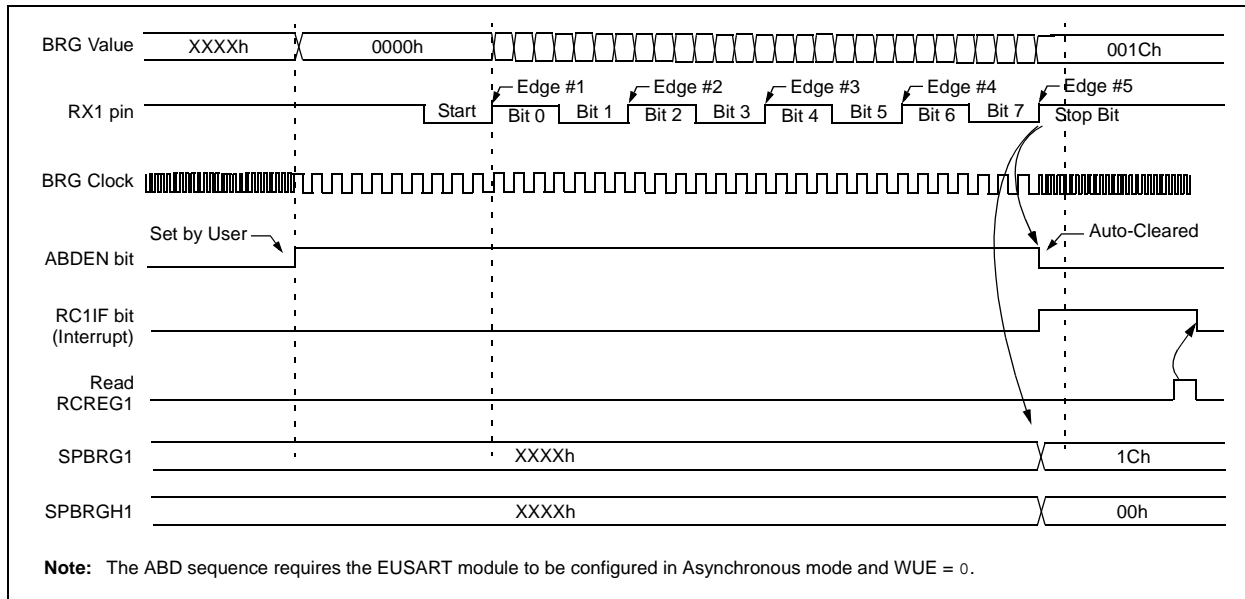 BRG Value XXXXh 0000h 001Ch
Edge #1 Edge #2 Edge #3 Edge #4 Edge #5
RX1 pin Start Bit 0 Bit 1 Bit 2 Bit 3 Bit 4 Bit 5 Bit 6 Bit 7 Stop Bit
BRG Clock
Set by User Auto-Cleared
ABDEN bit
RC1IF bit
(Interrupt)
Read
RCREG1
SPBRG1 XXXXh 1Ch
SPBRGH1 XXXXh 00h
Note: The ABD sequence requires the EUSART module to be configured in Asynchronous mode and WUE = 0.